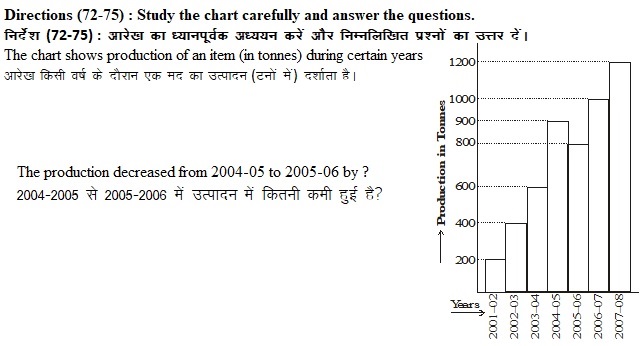 Directions (72-75) : Study the chart carefully and answer the questions.
निर्देश (72-75) : आरेख का ध्यानपूर्वक अध्ययन करें और निम्नलिखित प्रश्नों का उत्तर दें।
The chart shows production of an item (in tonnes) during certain years
आरेख किसी वर्ष के दौरान एक मद का उत्पादन (टनों में) दर्शाता है।
The production decreased from 2004-05 to 2005-06 by ?
2004-2005 से 2005-2006 में उत्पादन में कितनी कमी हुई है?
Production in Tonnes
1200
1000
900
800
600
400
200
Years
2001-02
2002-03
2003-04
2004-05
2005-06
2006-07
2007-08